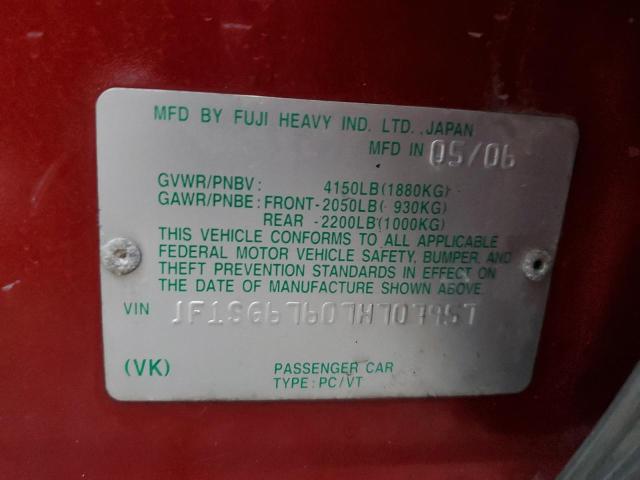 MFD BY FUJI HEAVY IND. LTD., JAPAN
MFD IN 05/06
GVWR/PNBV: 4150LB(1880KG)
GAWR/PNBE: FRONT-2050LB( 930KG)
REAR -2200LB(1000KG)
THIS VEHICLE CONFORMS TO ALL APPLICABLE
FEDERAL MOTOR VEHICLE SAFETY, BUMPER, AND
THEFT PREVENTION STANDARDS IN EFFECT ON
THE DATE OF MANUFACTURE SHOWN ABOVE.
VIN JF1SG67607H707457
(VK) PASSENGER CAR
TYPE: PC/VT